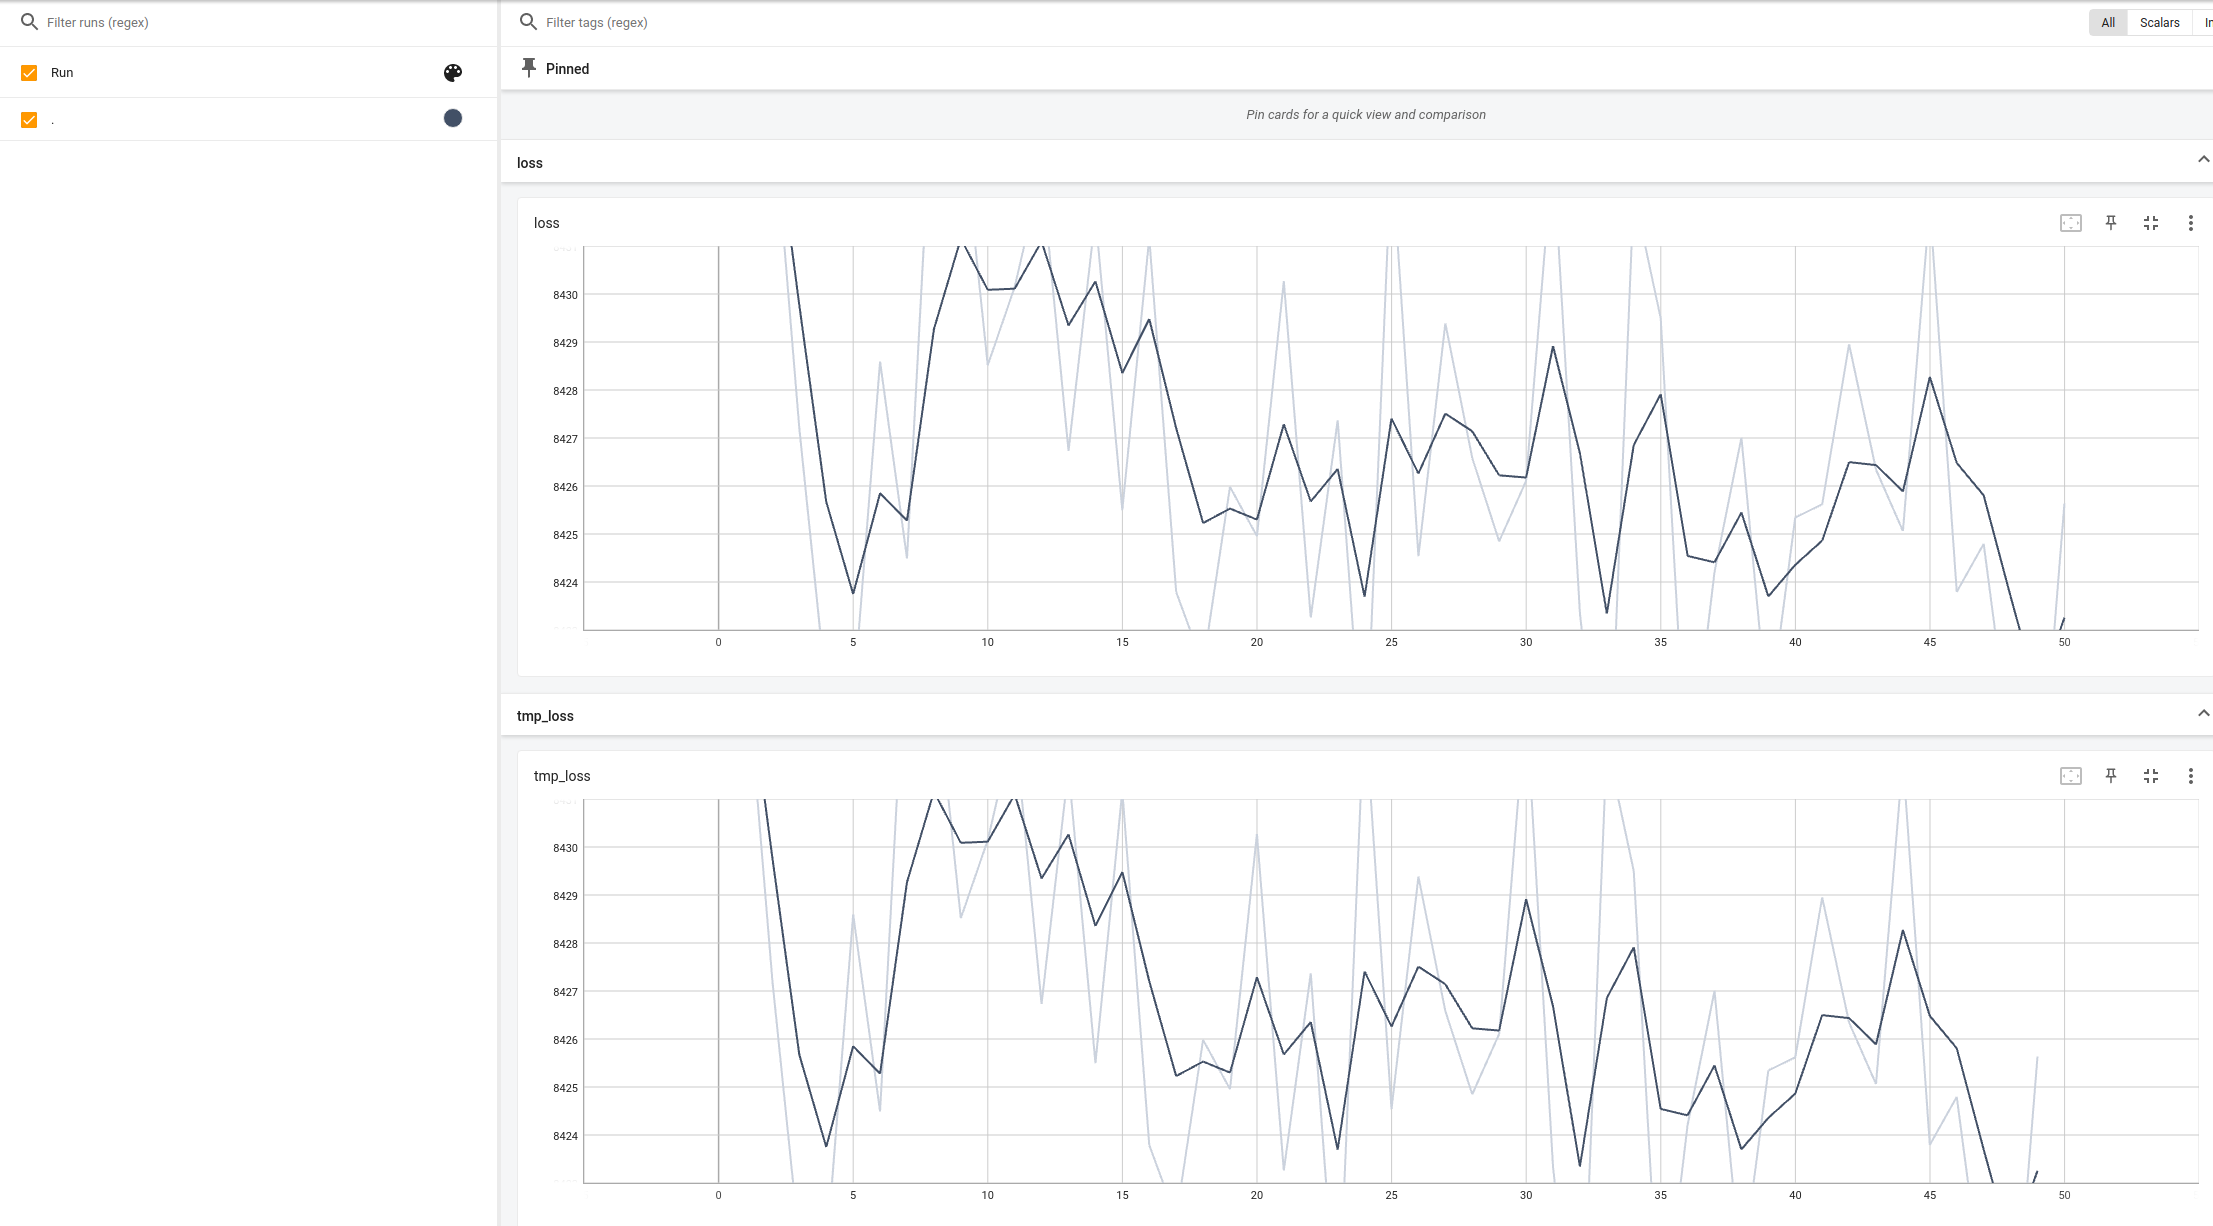 Filter runs (regex)
Filter tags (regex)
All
Scalars
Run
Pinned
.
Pin cards for a quick view and comparison
loss
loss
8430
8429
8428
8427
8426
8425
8424
0 5 10 15 20 25 30 35 40 45 50
tmp_loss
tmp_loss
8430
8429
8428
8427
8426
8425
8424
0 5 10 15 20 25 30 35 40 45 50